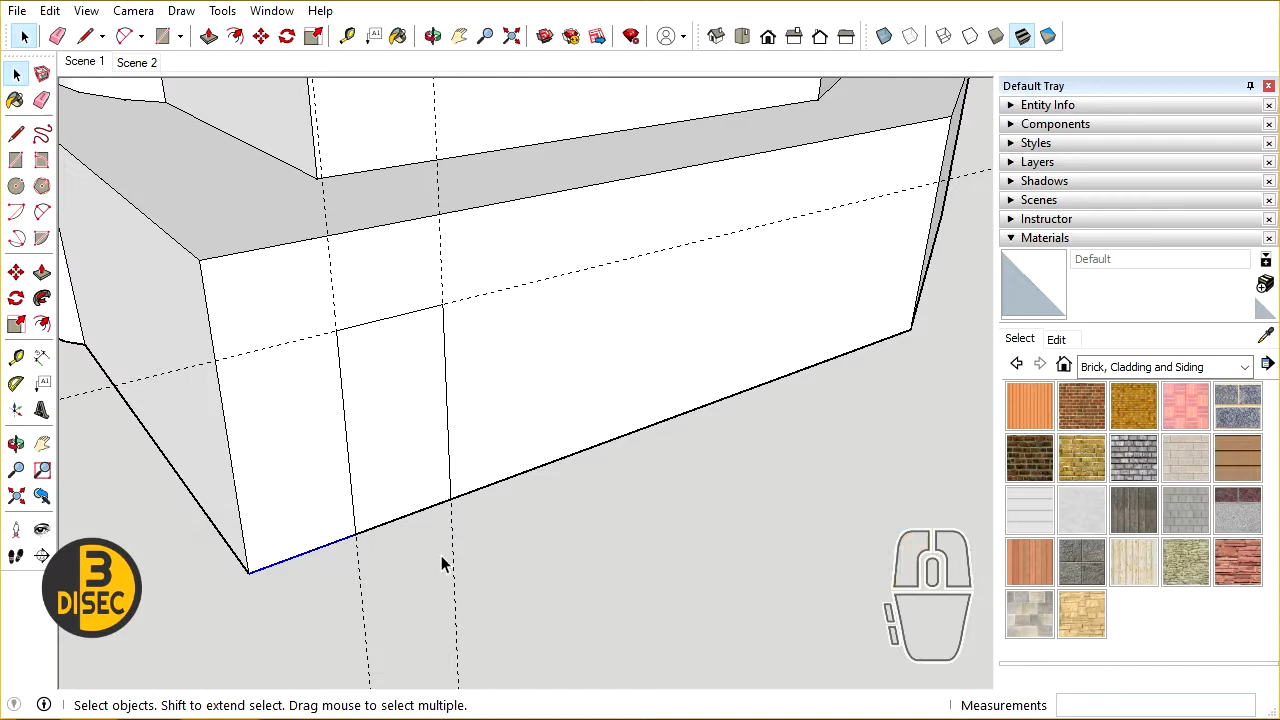 File Edit View Camera Draw Tools Window Help
A1
Scene 1 Scene 2
Default Tray
Entity Info
Components
Styles
Layers
Shadows
Scenes
Instructor
Materials
Default
Select Edit
Brick, Cladding and Siding
A1
3
DISEC
Select objects. Shift to extend select. Drag mouse to select multiple.
Measurements